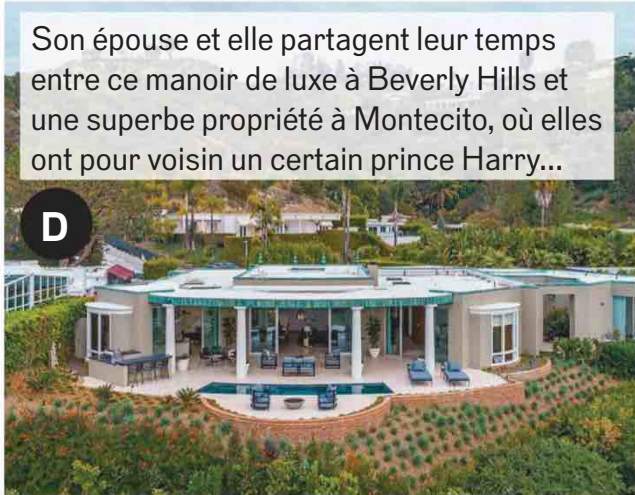 Son épouse et elle partagent leur temps
entre ce manoir de luxe à Beverly Hills et
une superbe propriété à Montecito, où elles
ont pour voisin un certain prince Harry...
D